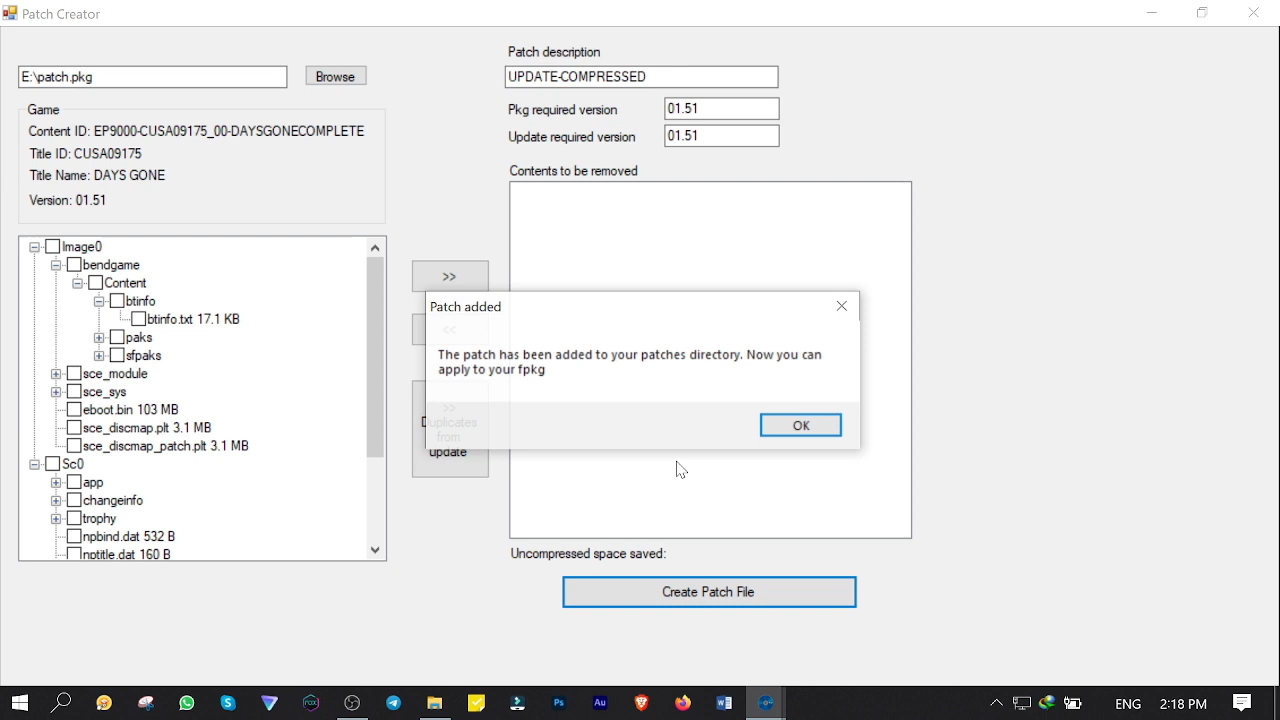 Patch Creator
Patch description
E:\patch.pkg
Browse
UPDATE-COMPRESSED
Game
Pkg required version
01.51
Content ID: EP9000-CUSA09175_00-DAYSGONECOMPLETE
Update required version
01.51
Title ID: CUSA09175
Title Name: DAYS GONE
Contents to be removed
Version: 01.51
Image0
bendgame
Content
btinfo
btinfo.txt 17.1 KB
paks
sfpaks
sce_module
sce_sys
eboot.bin 103 MB
sce_discmap.plt 3.1 MB
sce_discmap_patch.plt 3.1 MB
Sc0
app
changeinfo
trophy
npbind.dat 532 B
nptitle.dat 160 B
>>
<<
>>
Duplicates
from
update
Patch added
The patch has been added to your patches directory. Now you can
apply to your fpkg
OK
Uncompressed space saved:
Create Patch File
Ps
Au
ENG
2:18 PM